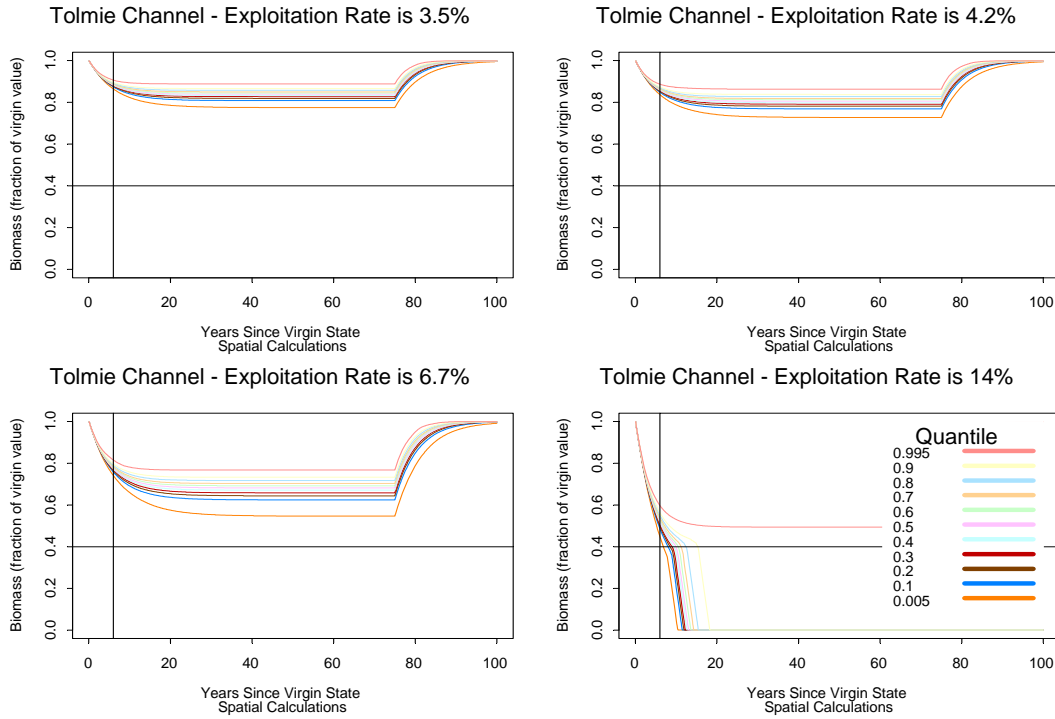 Tolmie Channel - Exploitation Rate is 3.5%
Biomass (fraction of virgin value)
1.0
0.8
0.6
0.4
0.2
0.0
0 20 40 60 80 100
Years Since Virgin State
Spatial Calculations
Tolmie Channel - Exploitation Rate is 4.2%
Biomass (fraction of virgin value)
1.0
0.8
0.6
0.4
0.2
0.0
0 20 40 60 80 100
Years Since Virgin State
Spatial Calculations
Tolmie Channel - Exploitation Rate is 6.7%
Biomass (fraction of virgin value)
1.0
0.8
0.6
0.4
0.2
0.0
0 20 40 60 80 100
Years Since Virgin State
Spatial Calculations
Tolmie Channel - Exploitation Rate is 14%
Biomass (fraction of virgin value)
1.0
0.8
0.6
0.4
0.2
0.0
Quantile
0.995
0.9
0.8
0.7
0.6
0.5
0.4
0.3
0.2
0.1
0.005
0 20 40 60 80 100
Years Since Virgin State
Spatial Calculations